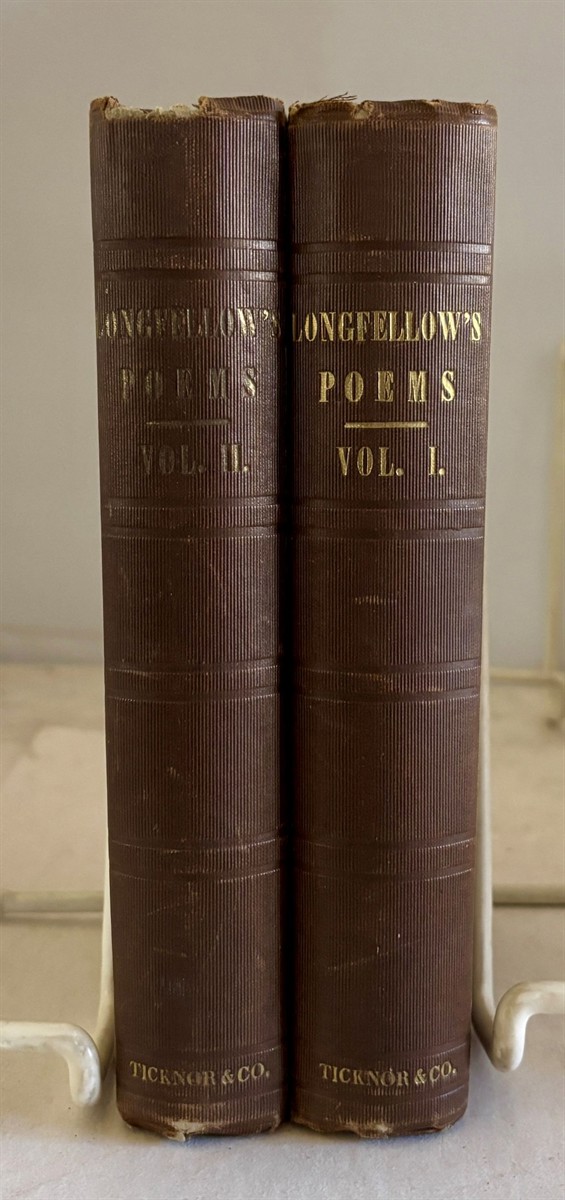 LONGFELLOW'S
POEMS
VOL. II.
TICKNOR & CO.
LONGFELLOW'S
POEMS
VOL. I.
TICKNOR & CO.